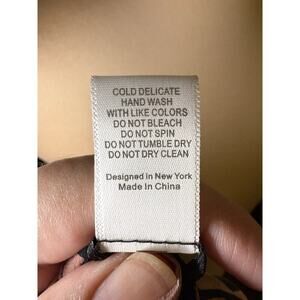 COLD DELICATE
HAND WASH
WITH LIKE COLORS
DO NOT BLEACH
DO NOT SPIN
DO NOT TUMBLE DRY
DO NOT DRY CLEAN
Designed in New York
Made In China